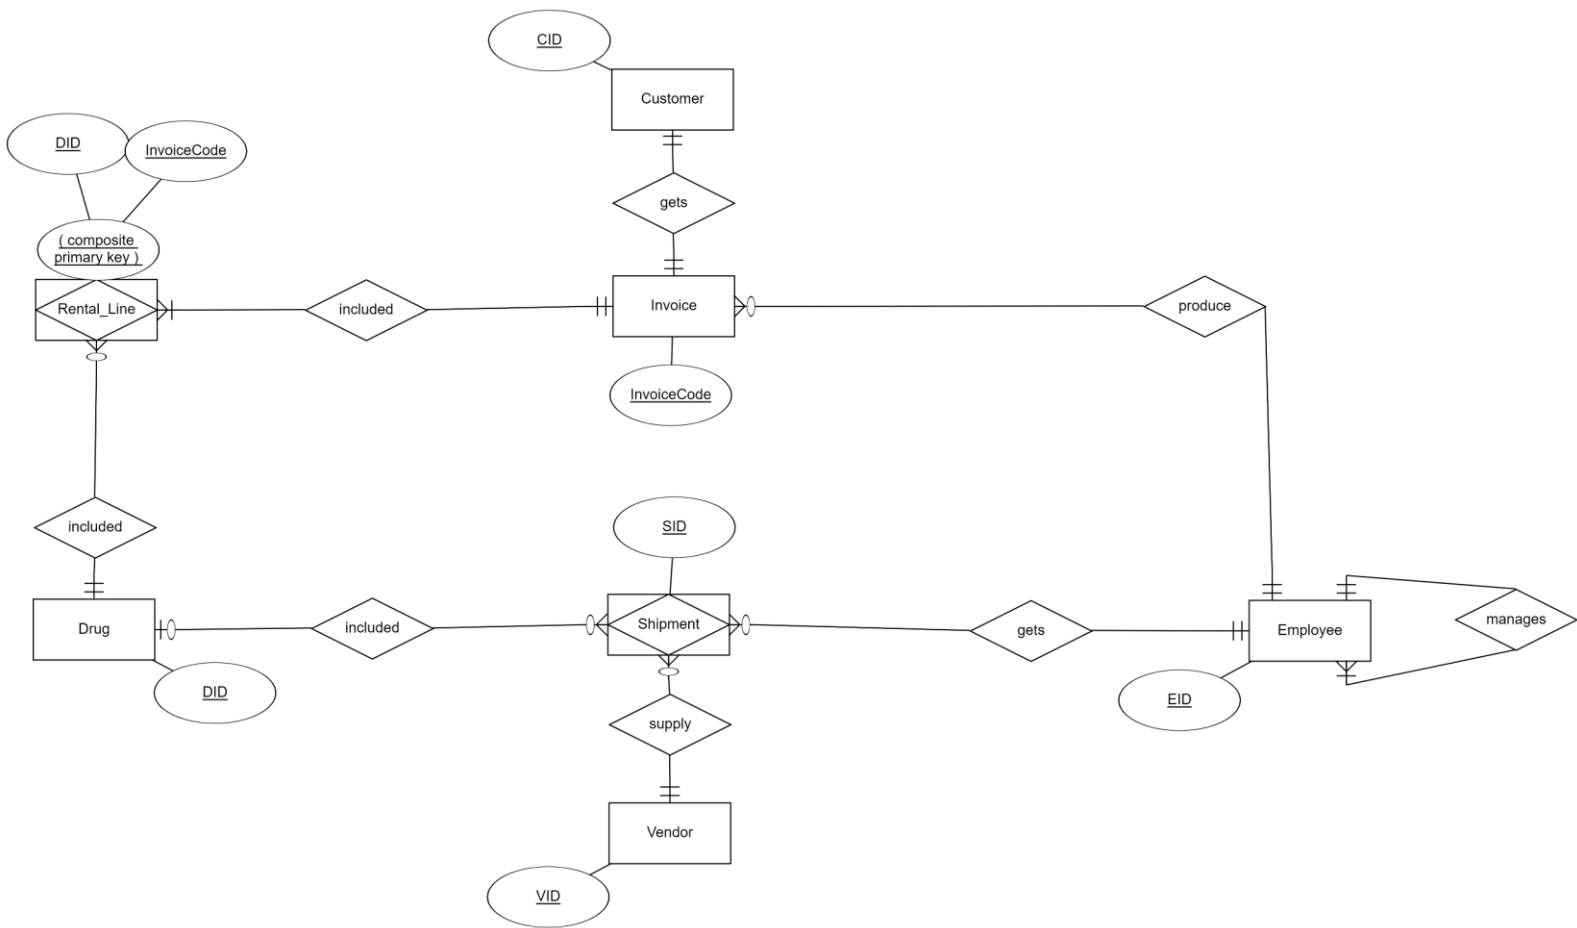 CID
Customer
DID
InvoiceCode
gets
( composite
primary key )
Rental_Line
included
Invoice
produce
InvoiceCode
included
SID
Drug
included
Shipment
gets
Employee
manages
DID
EID
supply
Vendor
VID